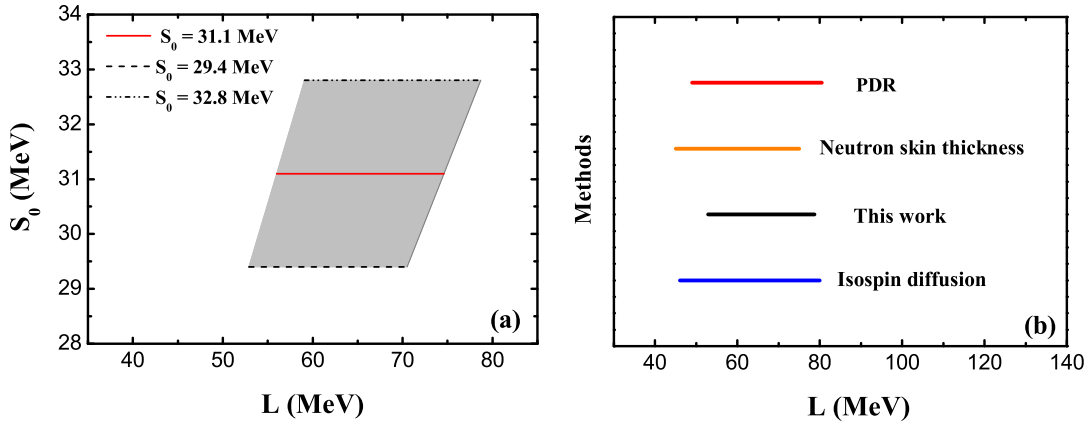 34
33
32
31
30
29
28
S0 (MeV)
S0 = 31.1 MeV
S0 = 29.4 MeV
S0 = 32.8 MeV
(a)
40 50 60 70 80
L (MeV)
Methods
PDR
Neutron skin thickness
This work
Isospin diffusion
(b)
40 60 80 100 120 140
L (MeV)